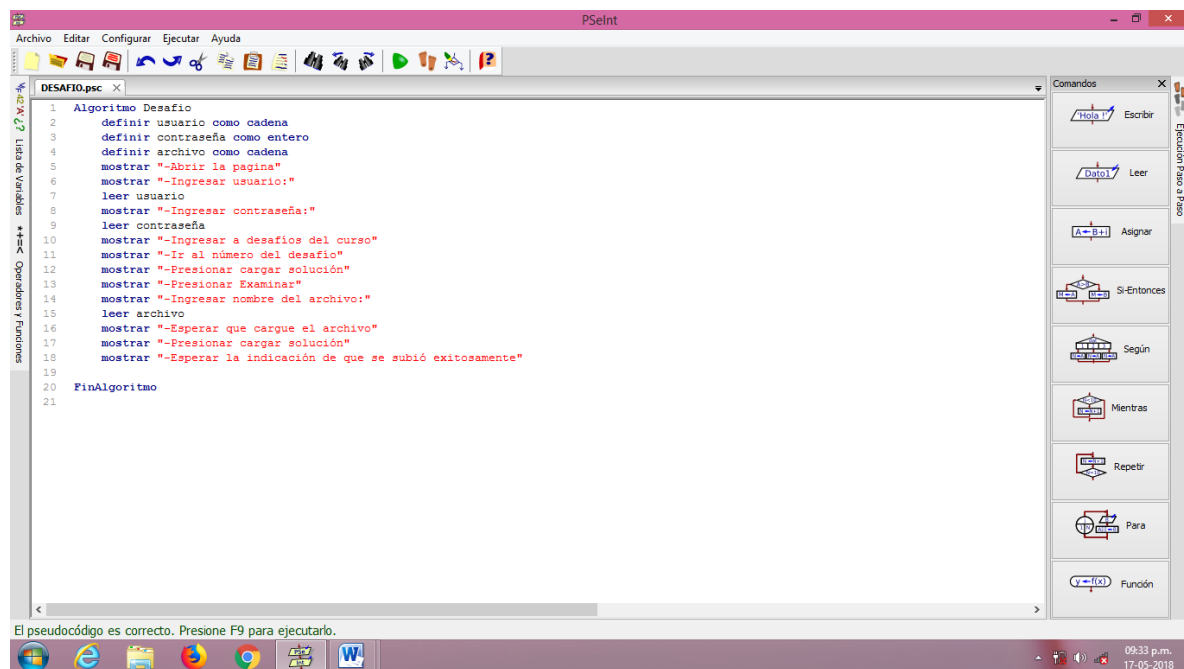 PSeInt
Archivo Editar Configurar Ejecutar Ayuda
DESAFIO.psc
1 Algoritmo Desafio
2 definir usuario como cadena
3 definir contraseña como entero
4 definir archivo como cadena
5 mostrar "-Abrir la pagina"
6 mostrar "-Ingresar usuario:"
7 leer usuario
8 mostrar "-Ingresar contraseña:"
9 leer contraseña
10 mostrar "-Ingresar a desafíos del curso"
11 mostrar "-Ir al número del desafío"
12 mostrar "-Presionar cargar solución"
13 mostrar "-Presionar Examinar"
14 mostrar "-Ingresar nombre del archivo:"
15 leer archivo
16 mostrar "-Esperar que cargue el archivo"
17 mostrar "-Presionar cargar solución"
18 mostrar "-Esperar la indicación de que se subió exitosamente"
19
20 FinAlgoritmo
21
Lista de Variables
Operadores y Funciones
Comandos
'Hola !' Escribir
Dato1 Leer
A←B+1 Asignar
Si-Entonces
Según
Mientras
Repetir
Para
y←f(x) Función
Ejecución Paso a Paso
El pseudocódigo es correcto. Presione F9 para ejecutarlo.
09:33 p.m.
17-05-2018